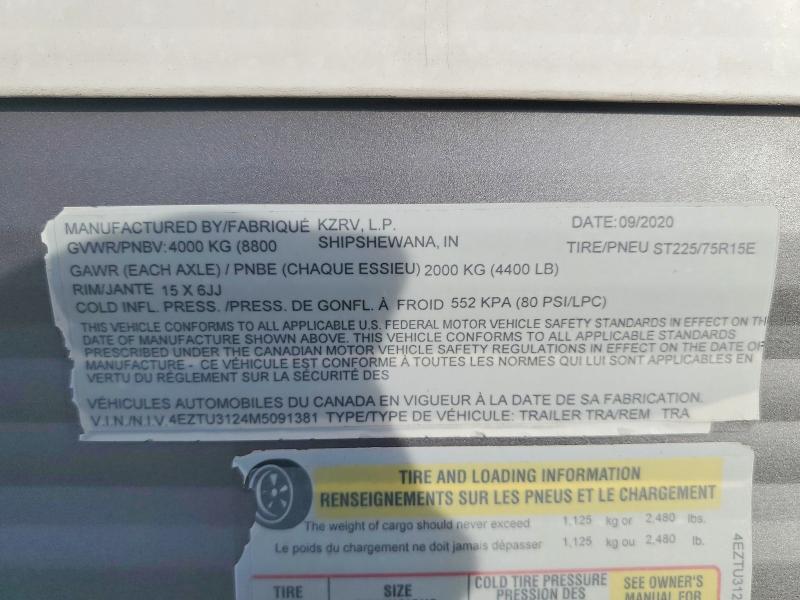 MANUFACTURED BY/FABRIQUÉ KZRV, L.P. DATE:09/2020
GVWR/PNBV: 4000 KG (8800 SHIPSHEWANA, IN TIRE/PNEU ST225/75R15E
GAWR (EACH AXLE) / PNBE (CHAQUE ESSIEU) 2000 KG (4400 LB)
RIM/JANTE 15 X 6JJ
COLD INFL. PRESS. /PRESS. DE GONFL. À FROID 552 KPA (80 PSI/LPC)
THIS VEHICLE CONFORMS TO ALL APPLICABLE U.S. FEDERAL MOTOR VEHICLE SAFETY STANDARDS IN EFFECT ON TH
DATE OF MANUFACTURE SHOWN ABOVE. THIS VEHICLE CONFORMS TO ALL APPLICABLE STANDARDS
PRESCRIBED UNDER THE CANADIAN MOTOR VEHICLE SAFETY REGULATIONS IN EFFECT ON THE DATE OF
MANUFACTURE - CE VÉHICULE EST CONFORME À TOUTES LES NORMES QUI LUI SONT APPLICABLES EN
VERTU DU RÉGLEMENT SUR LA SÉCURITÉ DES
VÉHICULES AUTOMOBILES DU CANADA EN VIGUEUR À LA DATE DE SA FABRICATION.
V.I.N./N.I.V. 4EZTU3124M5091381 TYPE/TYPE DE VÉHICULE: TRAILER TRA/REM TRA
TIRE AND LOADING INFORMATION
RENSEIGNEMENTS SUR LES PNEUS ET LE CHARGEMENT
The weight of cargo should never exceed 1,125 kg or 2,480 lbs.
Le poids du chargement ne doit jamais dépasser 1,125 kg ou 2,480 lb.
4EZTU312
TIRE SIZE COLD TIRE PRESSURE SEE OWNER'S
PRESSION DES MANUAL FOR